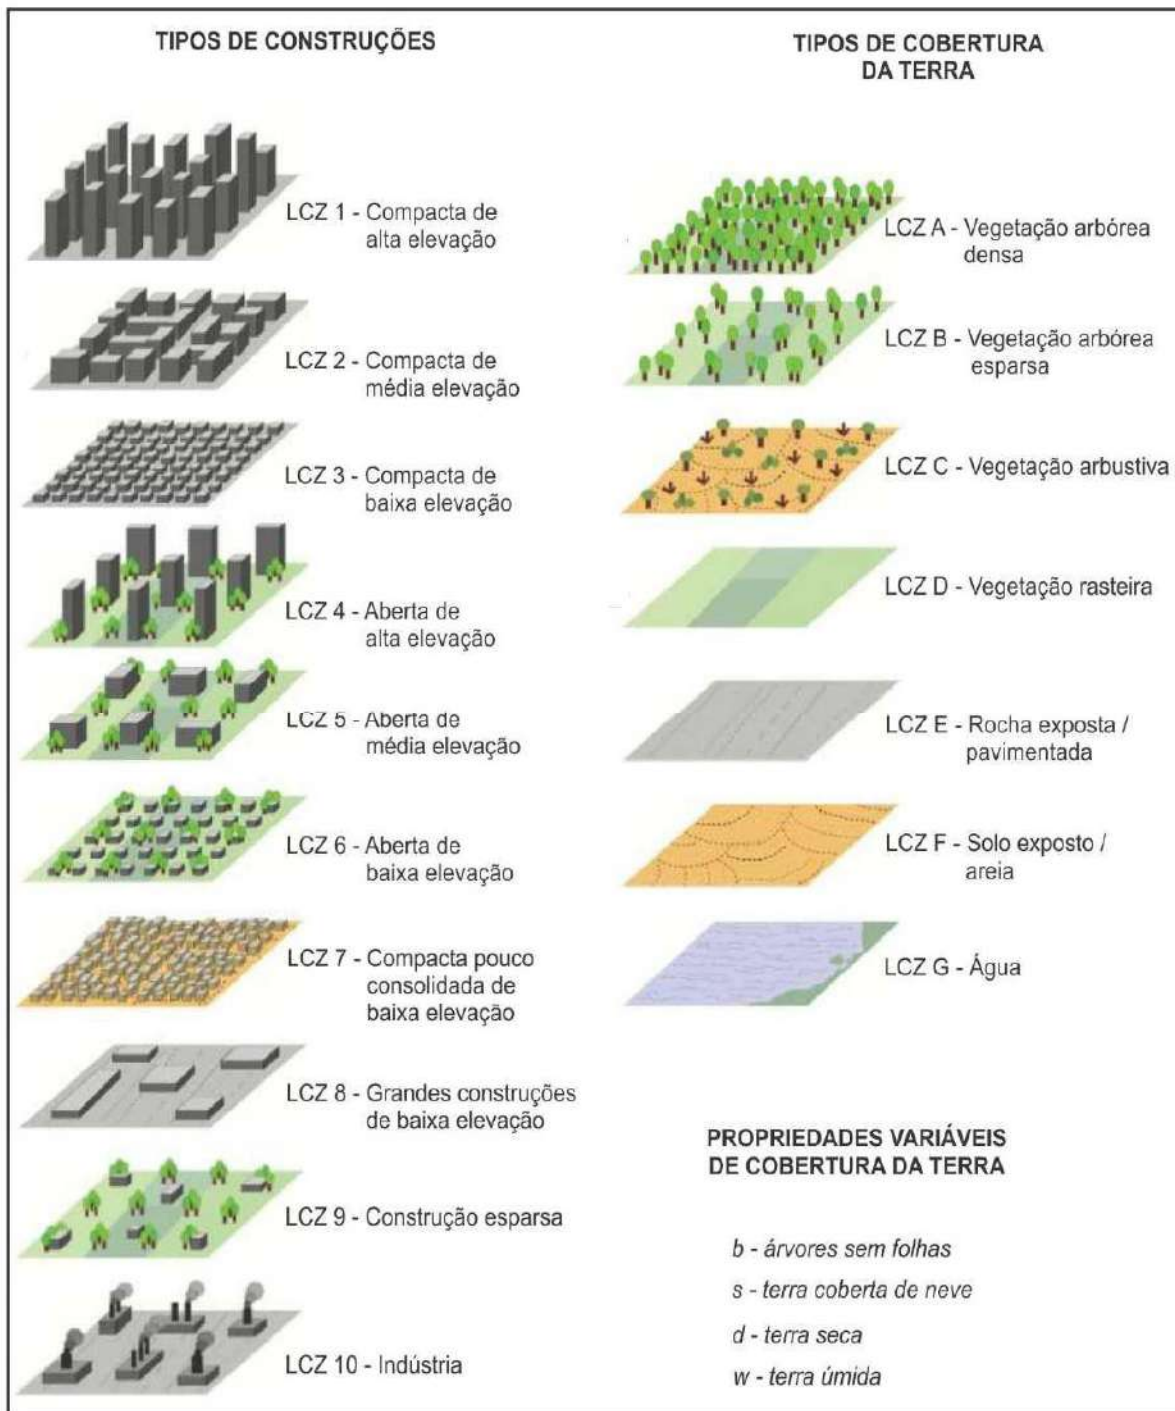 TIPOS DE CONSTRUÇÕES
LCZ 1 - Compacta de
alta elevação
LCZ 2 - Compacta de
média elevação
LCZ 3 - Compacta de
baixa elevação
LCZ 4 - Aberta de
alta elevação
LCZ 5 - Aberta de
média elevação
LCZ 6 - Aberta de
baixa elevação
LCZ 7 - Compacta pouco
consolidada de
baixa elevação
LCZ 8 - Grandes construções
de baixa elevação
LCZ 9 - Construção esparsa
LCZ 10 - Indústria
TIPOS DE COBERTURA
DA TERRA
LCZ A - Vegetação arbórea
densa
LCZ B - Vegetação arbórea
esparsa
LCZ C - Vegetação arbustiva
LCZ D - Vegetação rasteira
LCZ E - Rocha exposta /
pavimentada
LCZ F - Solo exposto /
areia
LCZ G - Água
PROPRIEDADES VARIÁVEIS
DE COBERTURA DA TERRA
b - árvores sem folhas
s - terra coberta de neve
d - terra seca
w - terra úmida